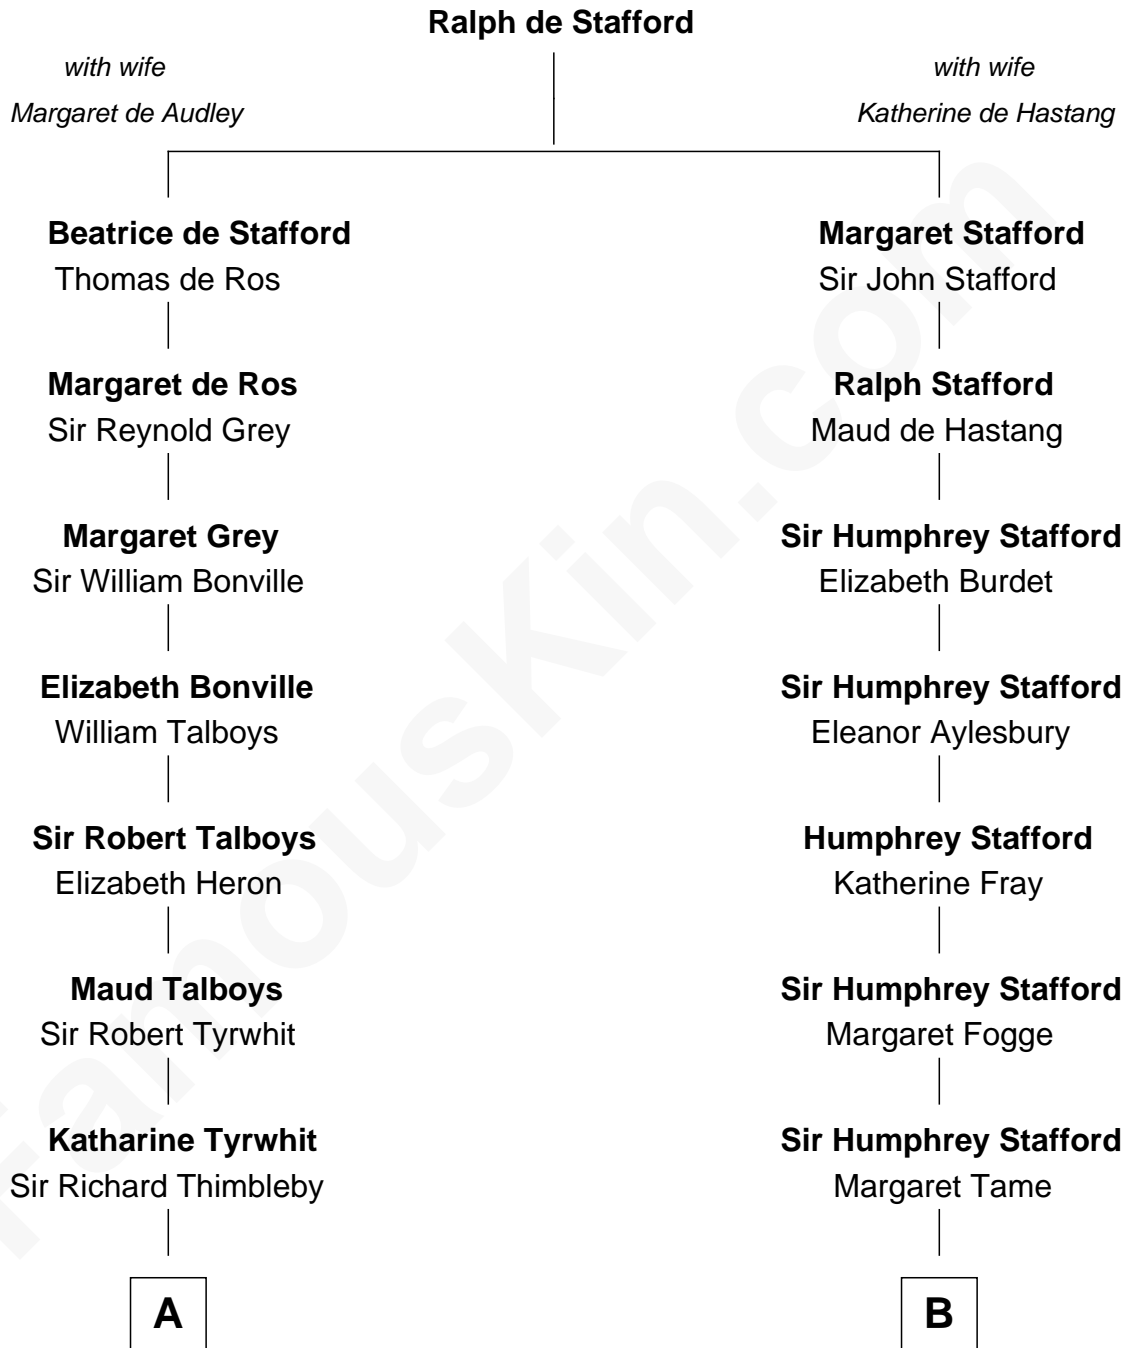 Ralph de Stafford
with wife
Margaret de Audley
with wife
Katherine de Hastang
Beatrice de Stafford
Thomas de Ros
Margaret Stafford
Sir John Stafford
Margaret de Ros
Sir Reynold Grey
Ralph Stafford
Maud de Hastang
Margaret Grey
Sir William Bonville
Sir Humphrey Stafford
Elizabeth Burdet
Elizabeth Bonville
William Talboys
Sir Humphrey Stafford
Eleanor Aylesbury
Sir Robert Talboys
Elizabeth Heron
Humphrey Stafford
Katherine Fray
Maud Talboys
Sir Robert Tyrwhit
Sir Humphrey Stafford
Margaret Fogge
Katharine Tyrwhit
Sir Richard Thimbleby
Sir Humphrey Stafford
Margaret Tame
A
B
FamousKin.com